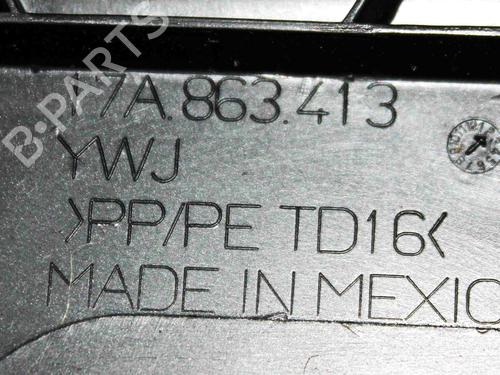 B-PARTS
17A.863.413
YWJ
>PP/PE TD16<
MADE IN MEXIC